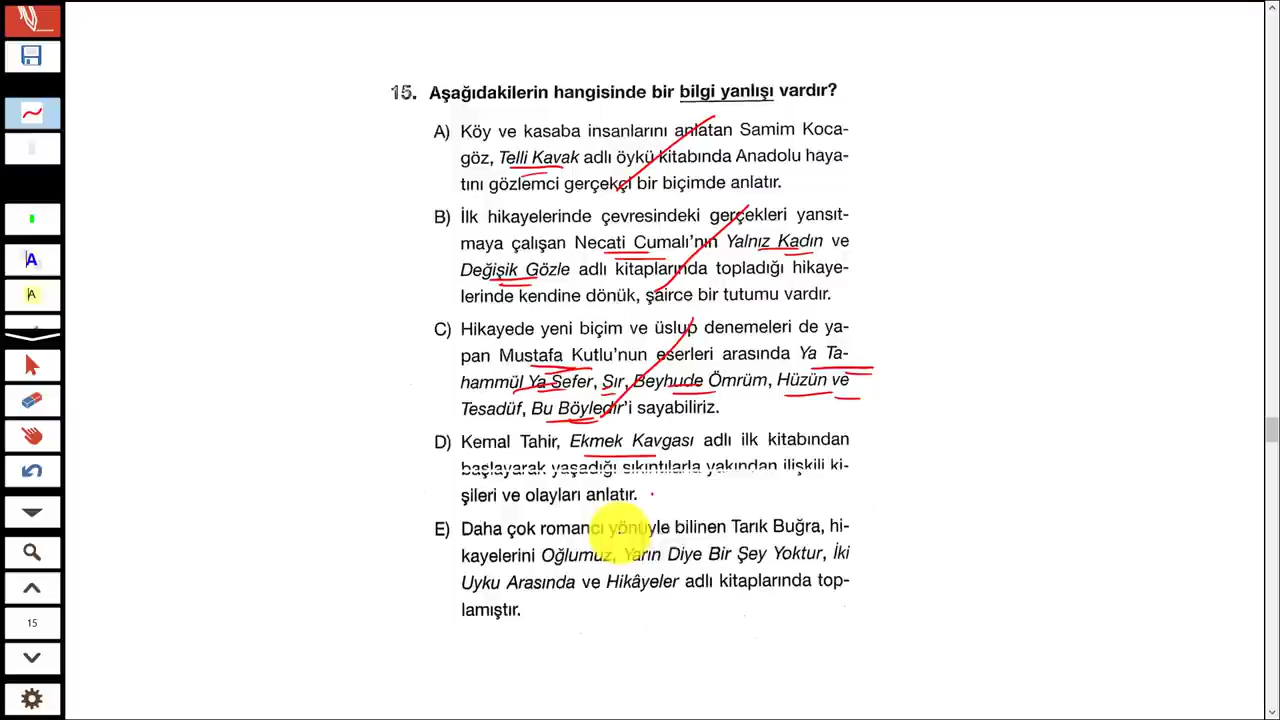 15. Aşağıdakilerin hangisinde bir bilgi yanlışı vardır?
A) Köy ve kasaba insanlarını anlatan Samim Koca-
göz, Telli Kavak adlı öykü kitabında Anadolu haya-
tını gözlemci gerçekçi bir biçimde anlatır.
B) İlk hikayelerinde çevresindeki gerçekleri yansıt-
maya çalışan Necati Cumalı'nın Yalnız Kadın ve
Değişik Gözle adlı kitaplarında topladığı hikaye-
lerinde kendine dönük, şairce bir tutumu vardır.
C) Hikayede yeni biçim ve üslup denemeleri de ya-
pan Mustafa Kutlu'nun eserleri arasında Ya Ta-
hammül Ya Sefer, Sır, Beyhude Ömrüm, Hüzün ve
Tesadüf, Bu Böyledir'i sayabiliriz.
D) Kemal Tahir, Ekmek Kavgası adlı ilk kitabından
başlayarak yaşadığı sıkıntılarla yakından ilişkili ki-
şileri ve olayları anlatır.
E) Daha çok romancı yönüyle bilinen Tarık Buğra, hi-
kayelerini Oğlumuz, Yarın Diye Bir Şey Yoktur, İki
Uyku Arasında ve Hikâyeler adlı kitaplarında top-
lamıştır.
A
A
15